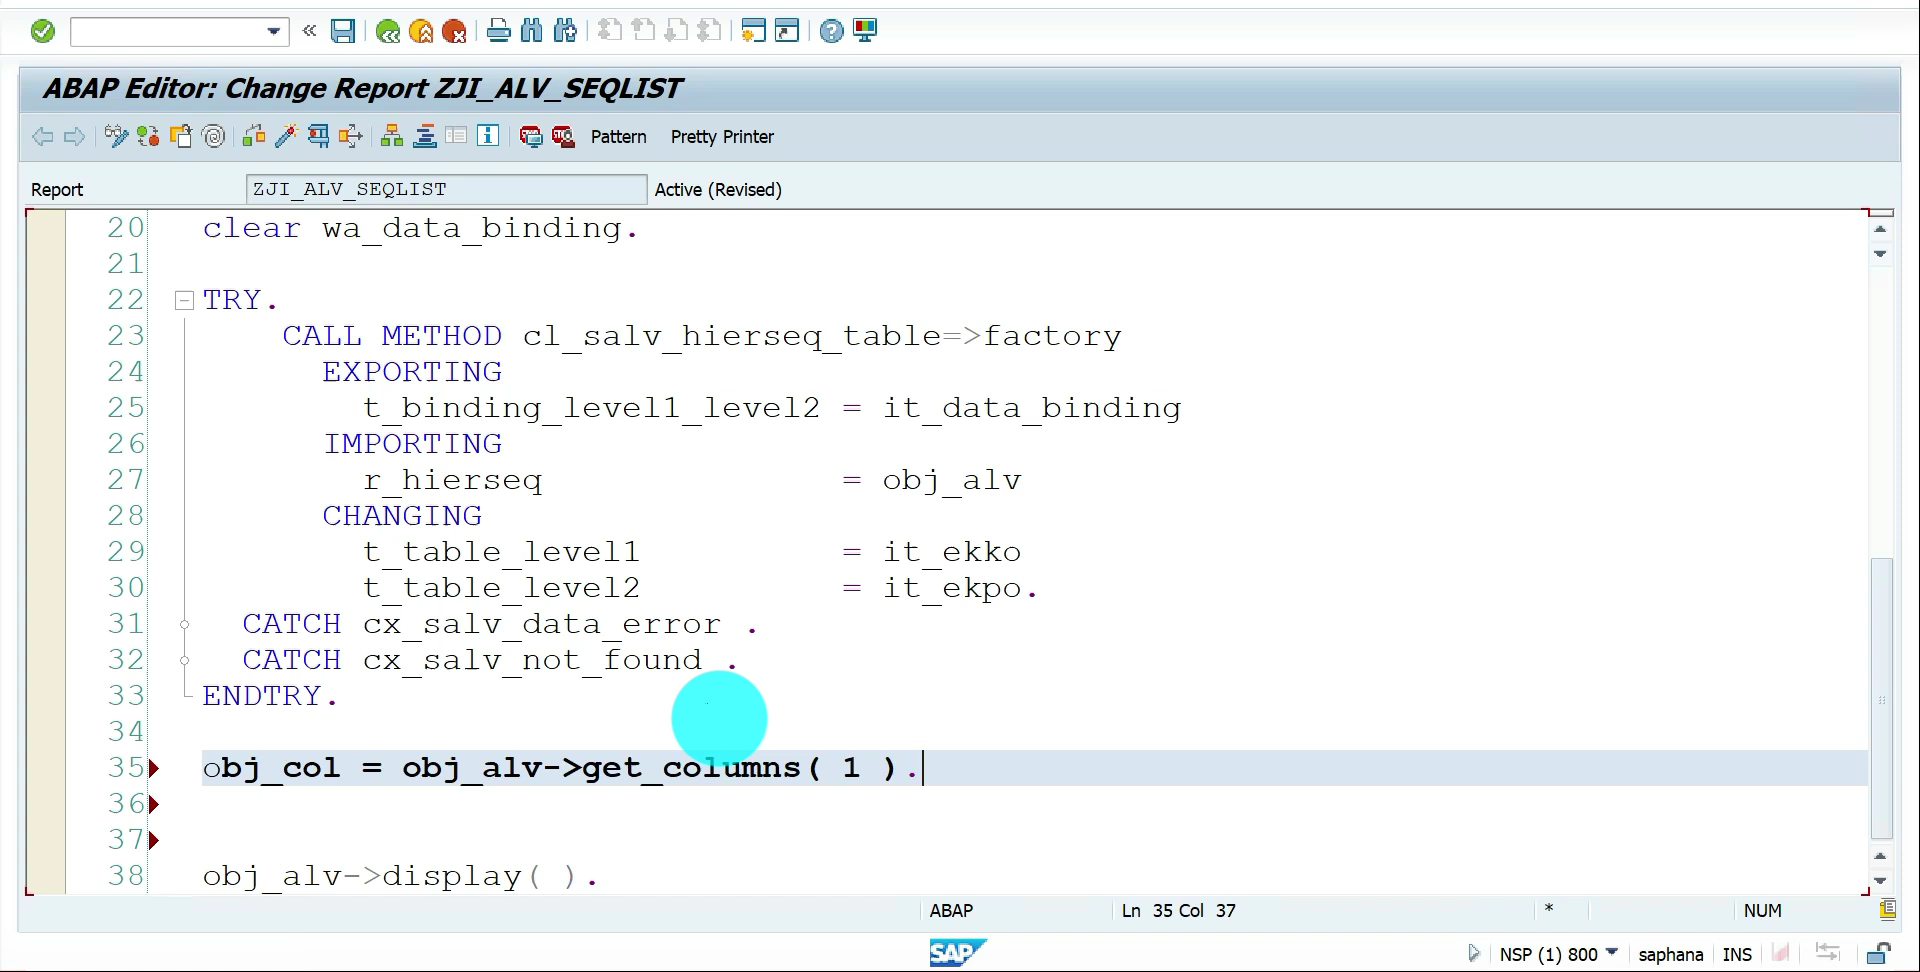 ABAP Editor: Change Report ZJI_ALV_SEQLIST
Pattern Pretty Printer
Report ZJI_ALV_SEQLIST Active (Revised)
20 clear wa_data_binding.
21
22 TRY.
23 CALL METHOD cl_salv_hierseq_table=>factory
24 EXPORTING
25 t_binding_level1_level2 = it_data_binding
26 IMPORTING
27 r_hierseq = obj_alv
28 CHANGING
29 t_table_level1 = it_ekko
30 t_table_level2 = it_ekpo.
31 CATCH cx_salv_data_error .
32 CATCH cx_salv_not_found .
33 ENDTRY.
34
35 obj_col = obj_alv->get_columns( 1 ).
36
37
38 obj_alv->display( ).
ABAP Ln 35 Col 37 * NUM
SAP NSP (1) 800 saphana INS